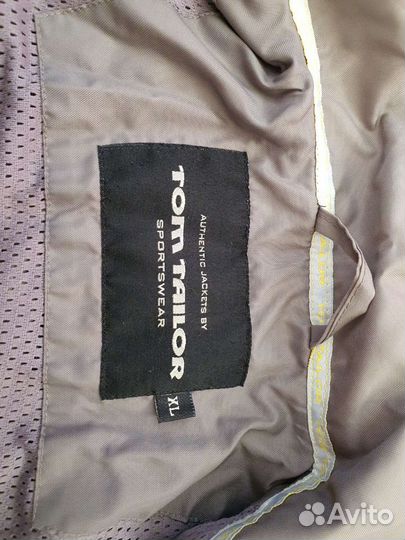 AUTHENTIC JACKETS BY
TOM TAILOR
SPORTSWEAR
XL
Avito